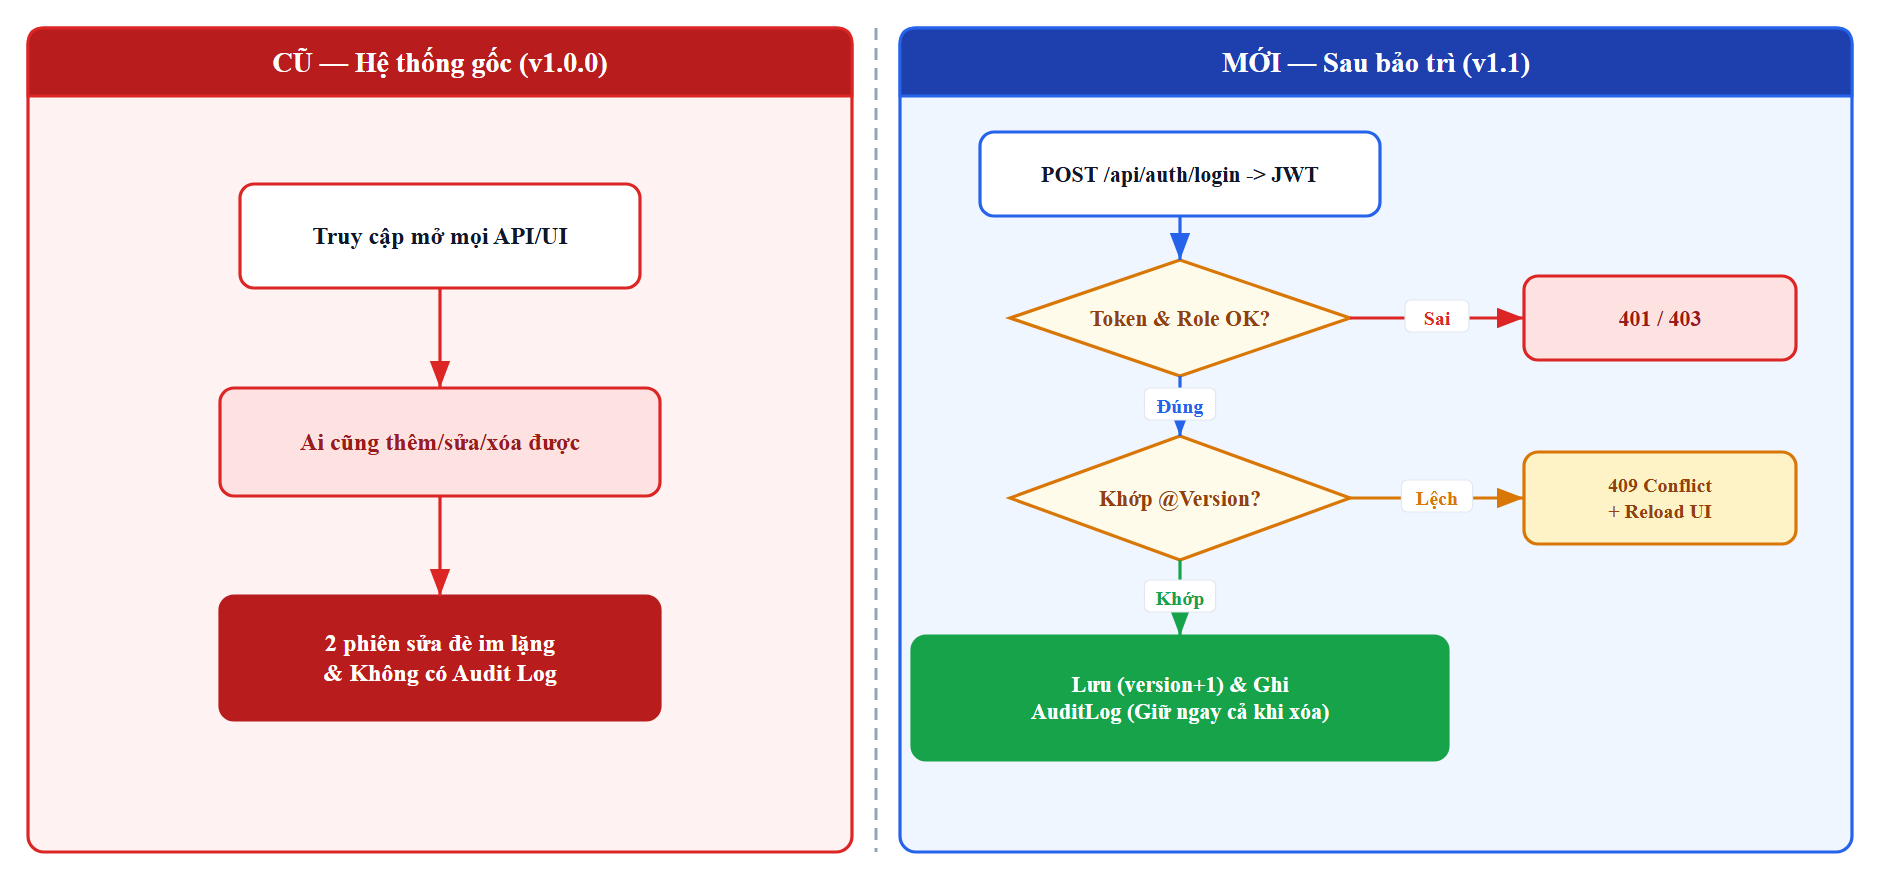 CŨ — Hệ thống gốc (v1.0.0)
Truy cập mở mọi API/UI
Ai cũng thêm/sửa/xóa được
2 phiên sửa đè im lặng
& Không có Audit Log
MỚI — Sau bảo trì (v1.1)
POST /api/auth/login -> JWT
Token & Role OK?
Sai
401 / 403
Đúng
Khớp @Version?
Lệch
409 Conflict
+ Reload UI
Khớp
Lưu (version+1) & Ghi
AuditLog (Giữ ngay cả khi xóa)